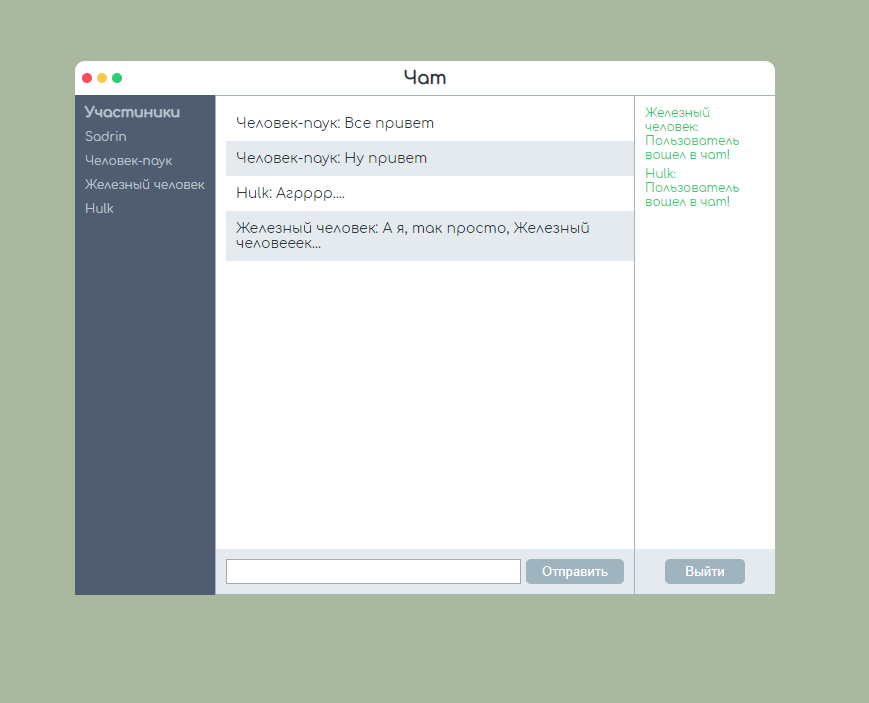 Чат
Участиники
Sadrin
Человек-паук
Железный человек
Hulk
Человек-паук: Все привет
Человек-паук: Ну привет
Hulk: Агрррр....
Железный человек: А я, так просто, Железный
человееек...
Железный
человек:
Пользователь
вошел в чат!
Hulk:
Пользователь
вошел в чат!
Отправить
Выйти